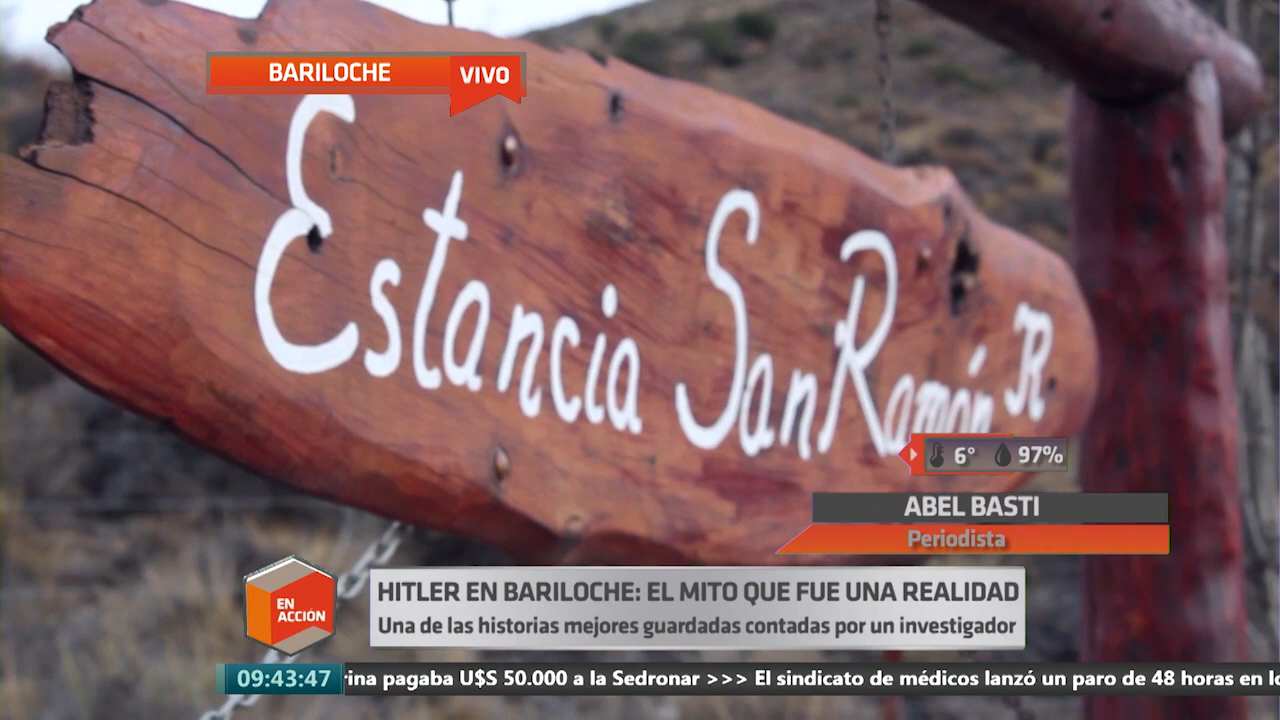 BARILOCHE
VIVO
Estancia San Ramón R
6° 97%
ABEL BASTI
Periodista
EN
ACCIÓN
HITLER EN BARILOCHE: EL MITO QUE FUE UNA REALIDAD
Una de las historias mejores guardadas contadas por un investigador
09:43:47
rina pagaba U$S 50.000 a la Sedronar >>> El sindicato de médicos lanzó un paro de 48 horas en lo